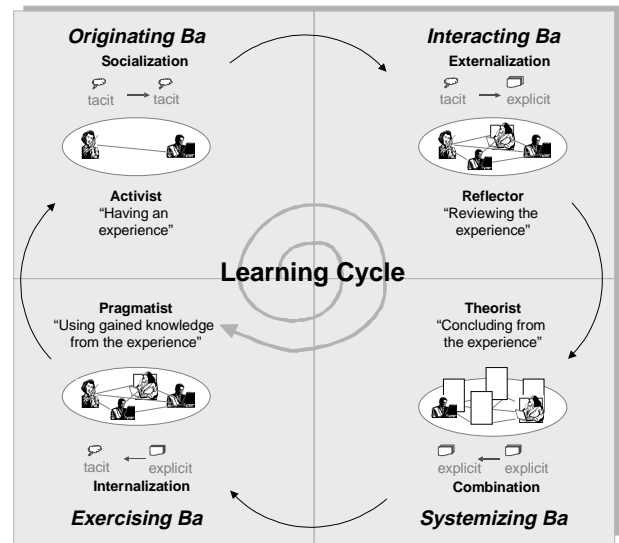 Originating Ba
Socialization
tacit tacit
Activist
“Having an
experience”
Interacting Ba
Externalization
tacit explicit
Reflector
“Reviewing the
experience”
Learning Cycle
Pragmatist
“Using gained knowledge
from the experience”
tacit explicit
Internalization
Exercising Ba
Theorist
“Concluding from
the experience”
explicit explicit
Combination
Systemizing Ba